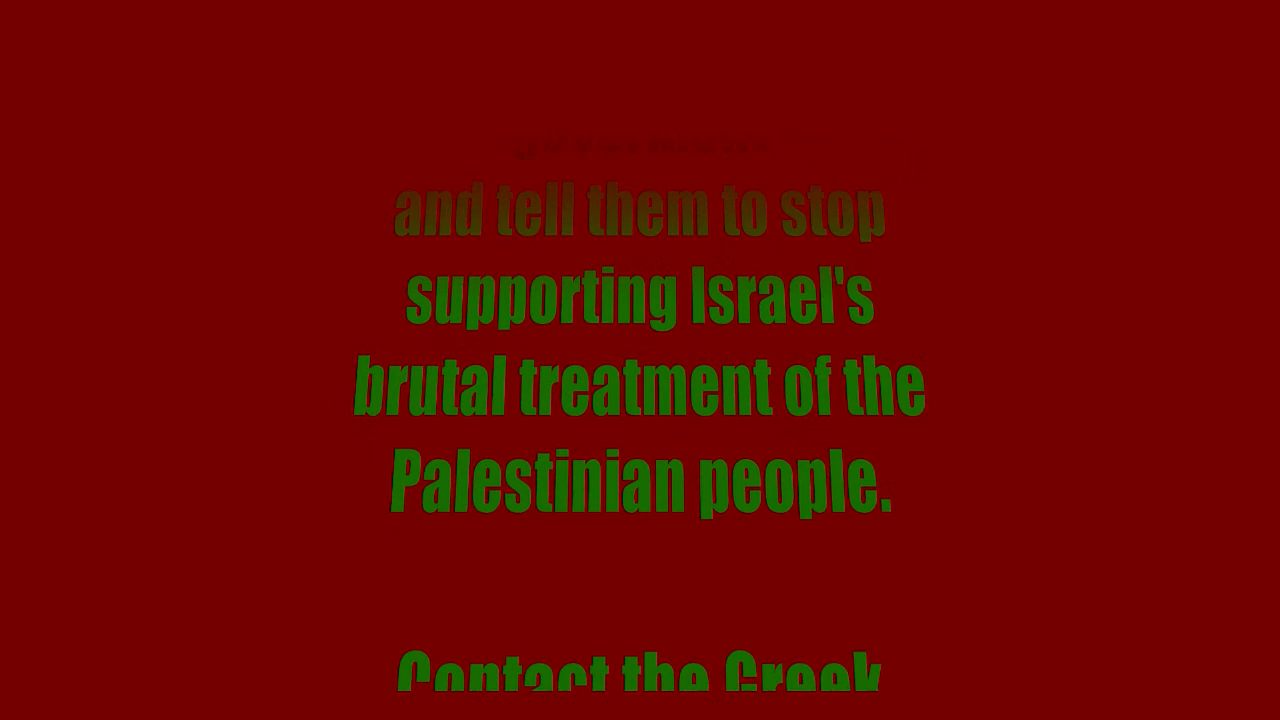 and tell them to stop
supporting Israel's
brutal treatment of the
Palestinian people.
Contact the Greek